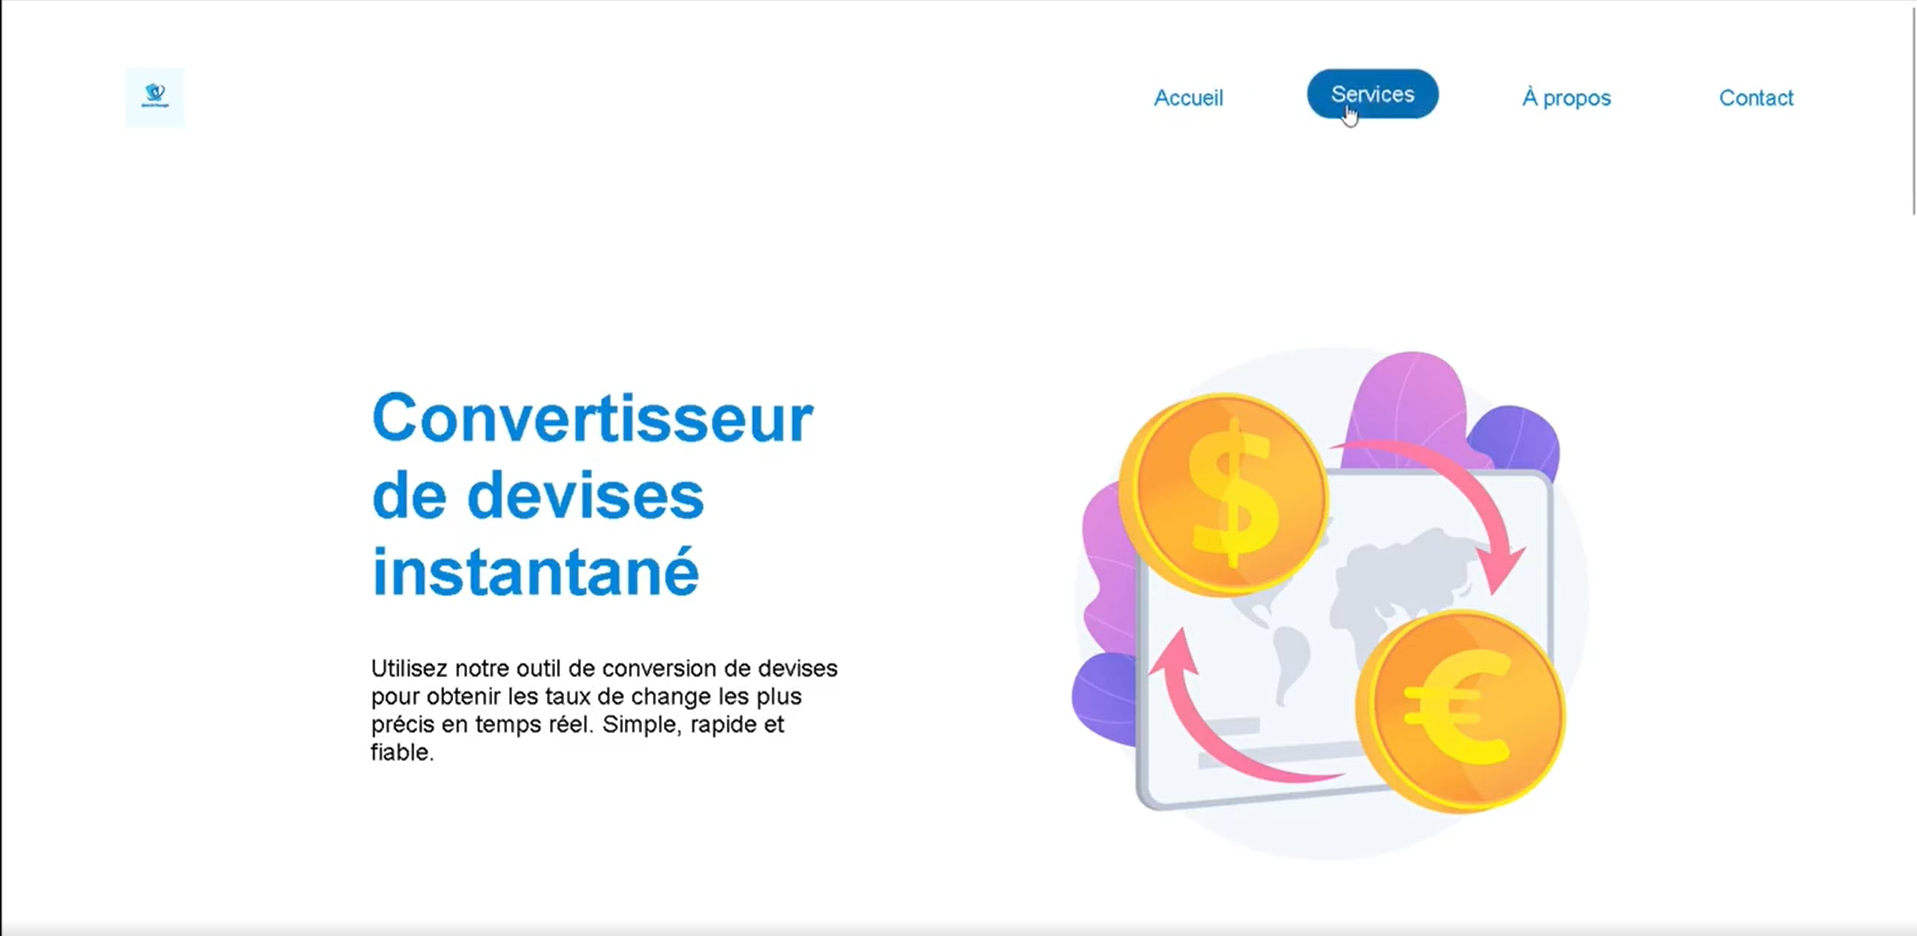 Accueil
Services
À propos
Contact
Convertisseur
de devises
instantané
Utilisez notre outil de conversion de devises
pour obtenir les taux de change les plus
précis en temps réel. Simple, rapide et
fiable.
$
€